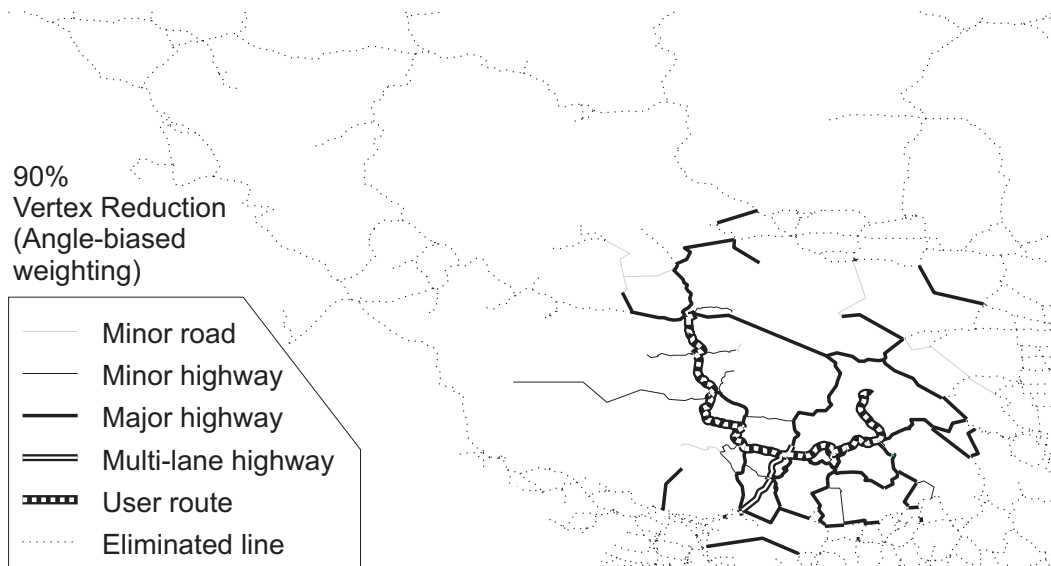 90%
Vertex Reduction
(Angle-biased
weighting)
Minor road
Minor highway
Major highway
Multi-lane highway
User route
Eliminated line